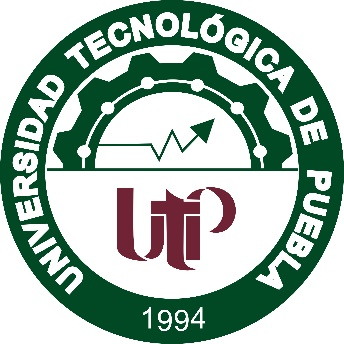 UNIVERSIDAD TECNOLÓGICA DE PUEBLA
UTP
1994